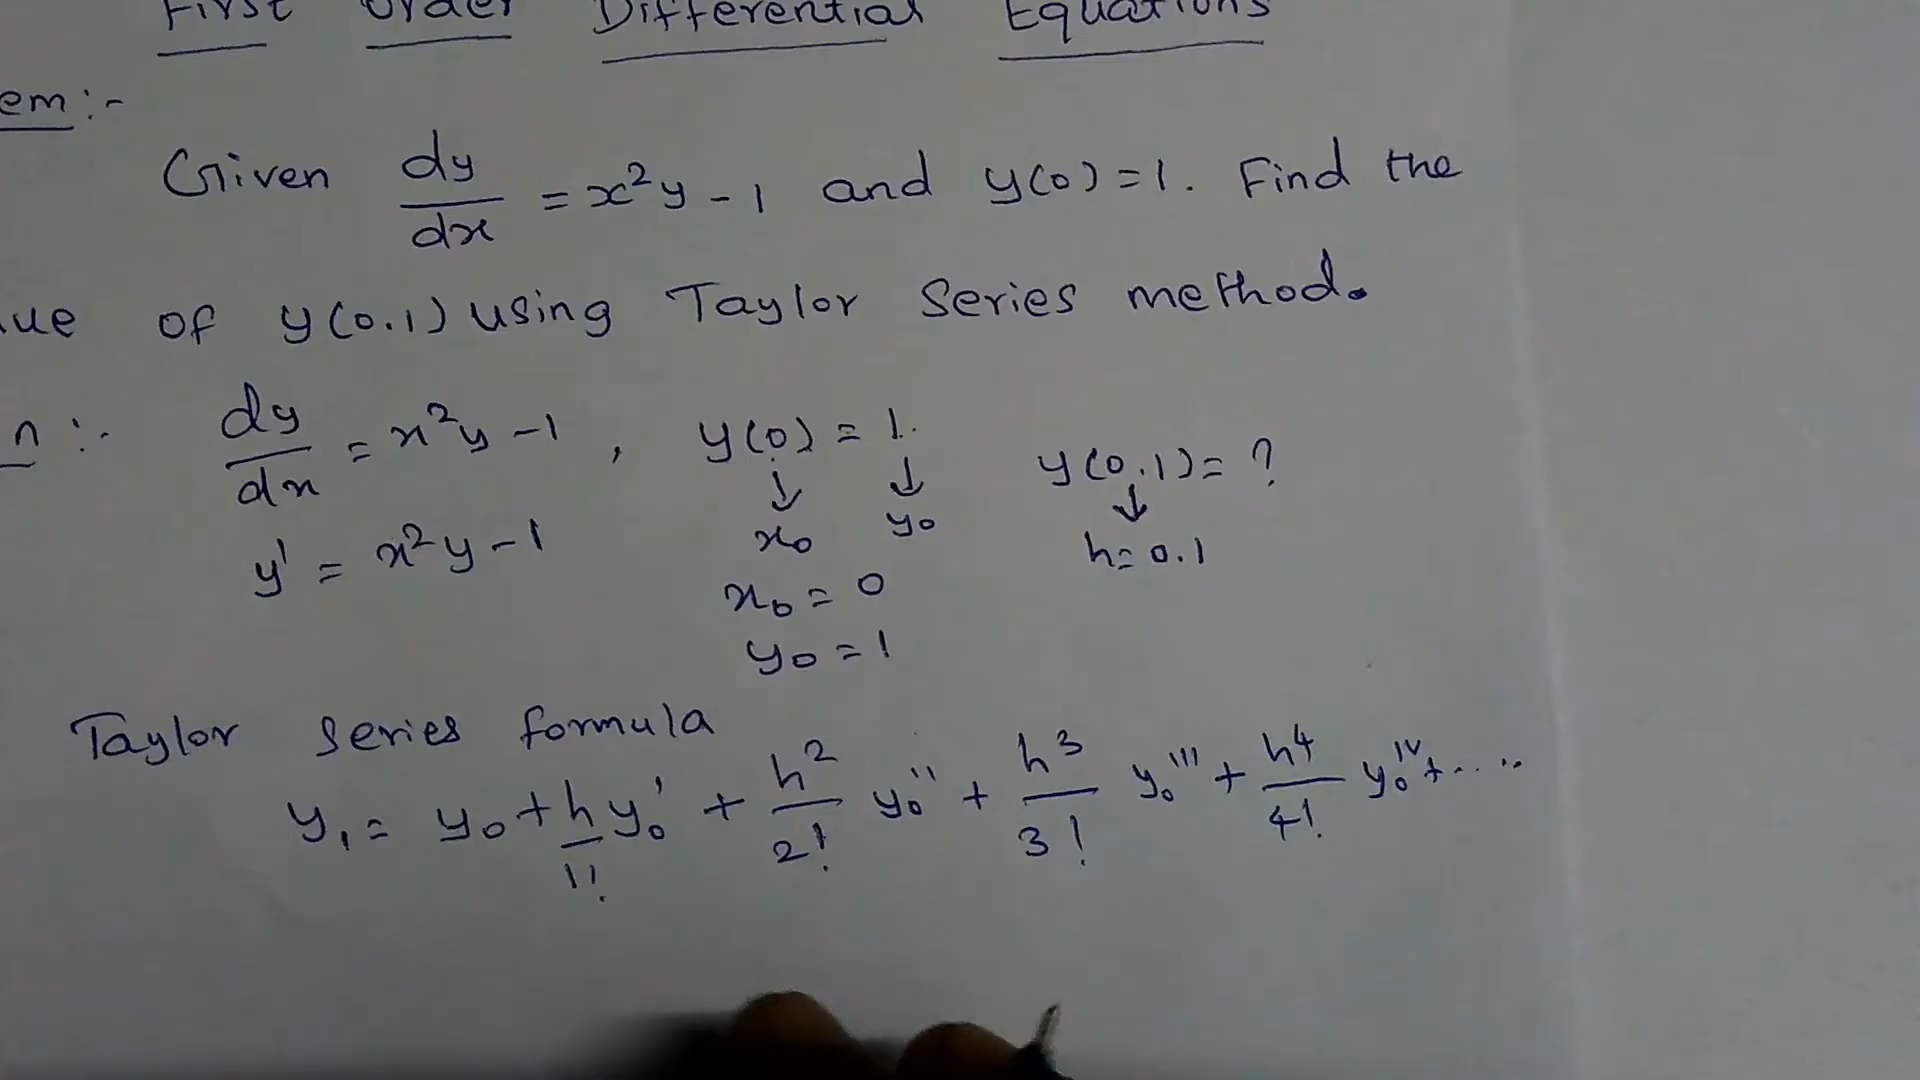 First Order Differential Equations
em:-
Given dy/dx = x²y - 1 and y(0) = 1. Find the
ue of y(0.1) using Taylor Series method.
n:- dy/dx = x²y - 1 , y(0) = 1. y(0.1) = ?
↓ ↓ ↓
x₀ y₀ h = 0.1
y' = x²y - 1
x₀ = 0
y₀ = 1
Taylor series formula
y₁ = y₀ + h/1! y₀' + h²/2! y₀'' + h³/3! y₀''' + h⁴/4! y₀ᴵⱽ + .....